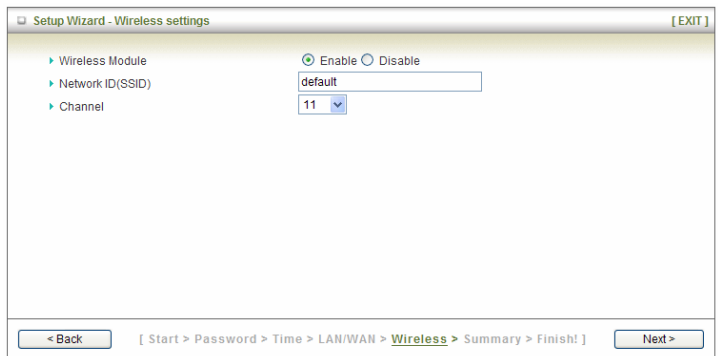 Setup Wizard - Wireless settings [ EXIT ]
Wireless Module Enable Disable
Network ID(SSID) default
Channel 11
< Back [ Start > Password > Time > LAN/WAN > Wireless > Summary > Finish! ] Next >